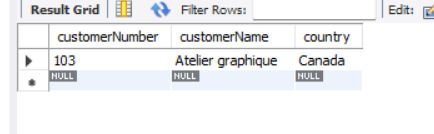 Result Grid Filter Rows: Edit:
customerNumber customerName country
103 Atelier graphique Canada
NULL NULL NULL